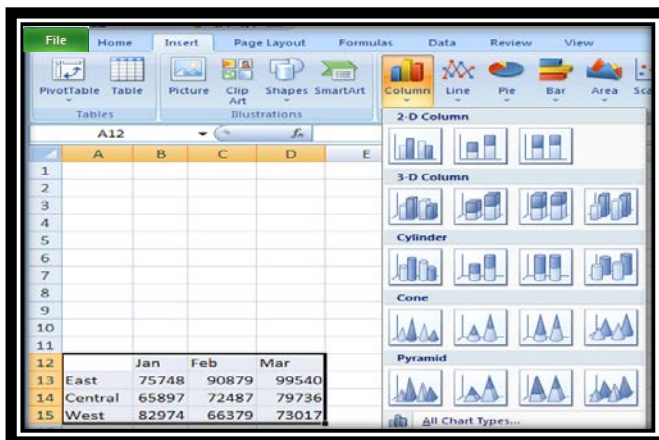 File Home Insert Page Layout Formulas Data Review View
PivotTable Table Picture Clip Art Shapes SmartArt Column Line Pie Bar Area
Tables Illustrations
A12 fx
2-D Column
A B C D E
1
3-D Column
2
3
4
Cylinder
5
6
7
8
Cone
9
10
11
12 Jan Feb Mar
Pyramid
13 East 75748 90879 99540
14 Central 65897 72487 79736
15 West 82974 66379 73017
All Chart Types...